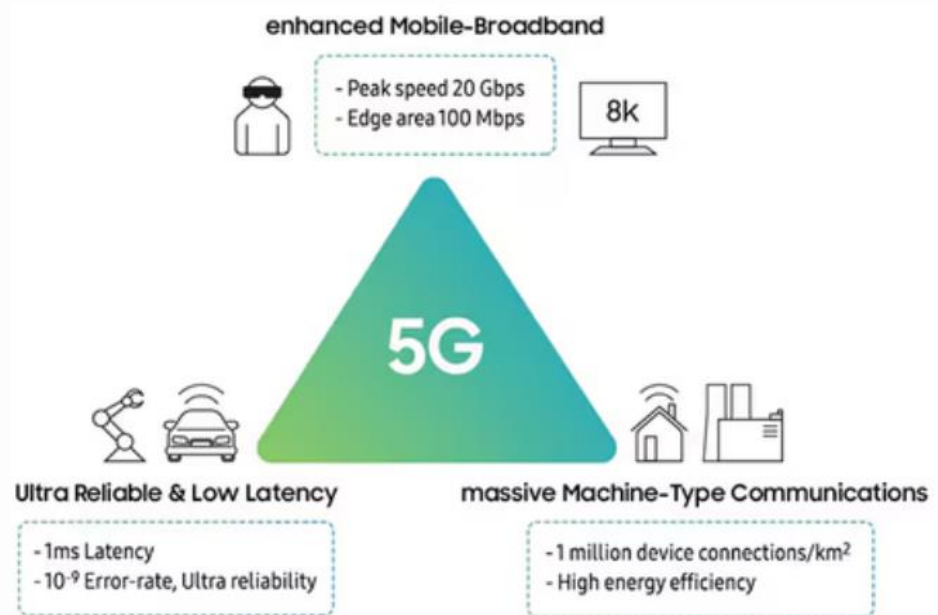 enhanced Mobile-Broadband
- Peak speed 20 Gbps
- Edge area 100 Mbps
8k
5G
Ultra Reliable & Low Latency
- 1ms Latency
- 10⁻⁹ Error-rate, Ultra reliability
massive Machine-Type Communications
- 1 million device connections/km²
- High energy efficiency